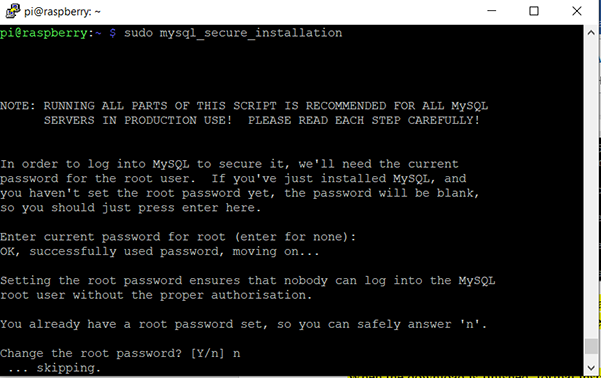 pi@raspberry: ~
pi@raspberry:~ $ sudo mysql_secure_installation
NOTE: RUNNING ALL PARTS OF THIS SCRIPT IS RECOMMENDED FOR ALL MySQL
SERVERS IN PRODUCTION USE!  PLEASE READ EACH STEP CAREFULLY!
In order to log into MySQL to secure it, we'll need the current
password for the root user.  If you've just installed MySQL, and
you haven't set the root password yet, the password will be blank,
so you should just press enter here.
Enter current password for root (enter for none):
OK, successfully used password, moving on...
Setting the root password ensures that nobody can log into the MySQL
root user without the proper authorisation.
You already have a root password set, so you can safely answer 'n'.
Change the root password? [Y/n] n
... skipping.